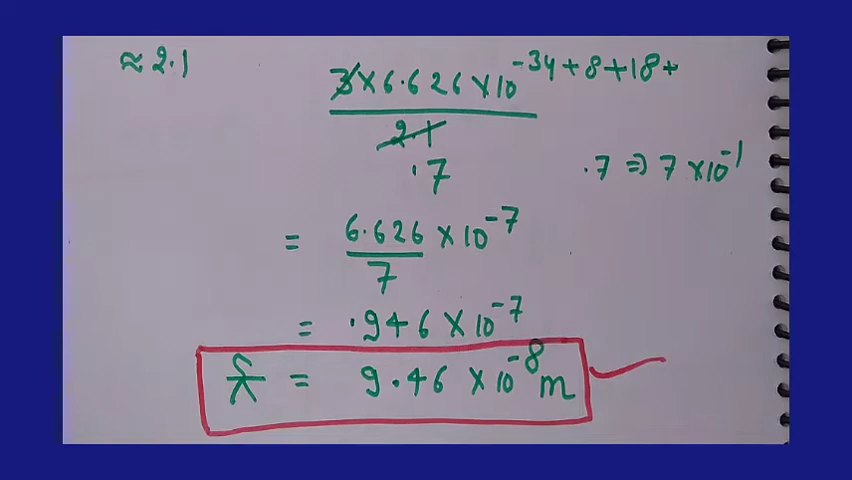 ≈ 2.1
3 × 6.626 × 10^-34+8+18+
2.1
.7
.7 ⇒ 7 × 10^-1
= 6.626/7 × 10^-7
= .946 × 10^-7
= 9.46 × 10^-8 m